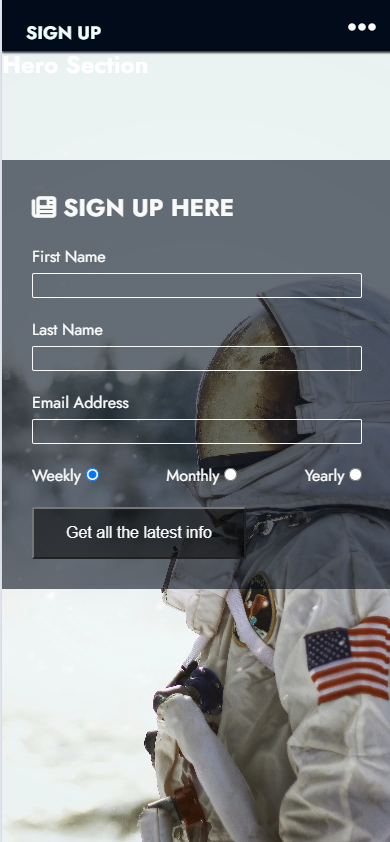 SIGN UP
Hero Section
SIGN UP HERE
First Name
Last Name
Email Address
Weekly Monthly Yearly
Get all the latest info